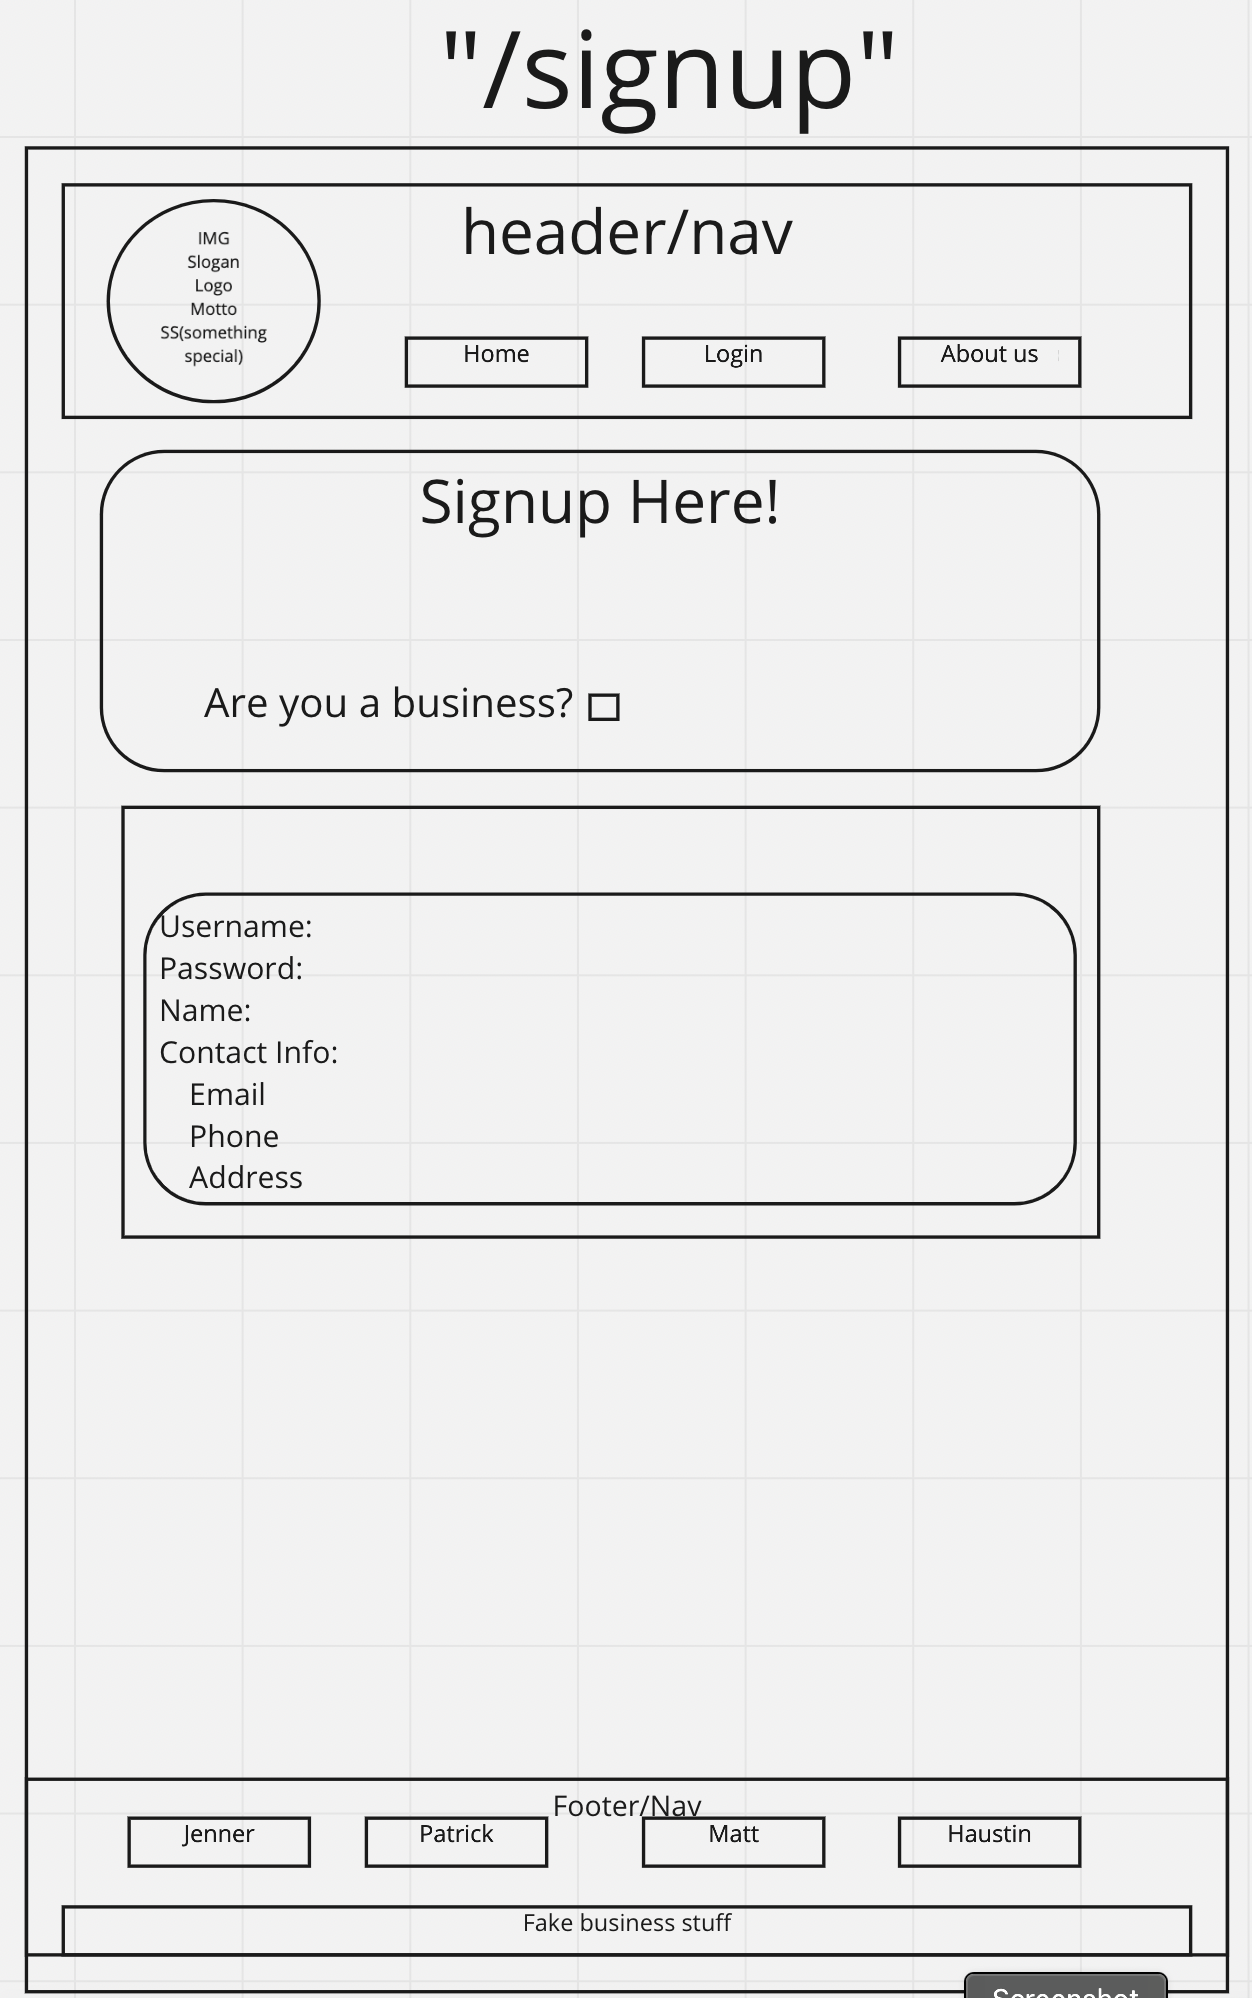 "/signup"
header/nav
IMG
Slogan
Logo
Motto
SS(something
special)
Home
Login
About us
Signup Here!
Are you a business?
Username:
Password:
Name:
Contact Info:
Email
Phone
Address
Footer/Nav
Jenner
Patrick
Matt
Haustin
Fake business stuff
Screenshot